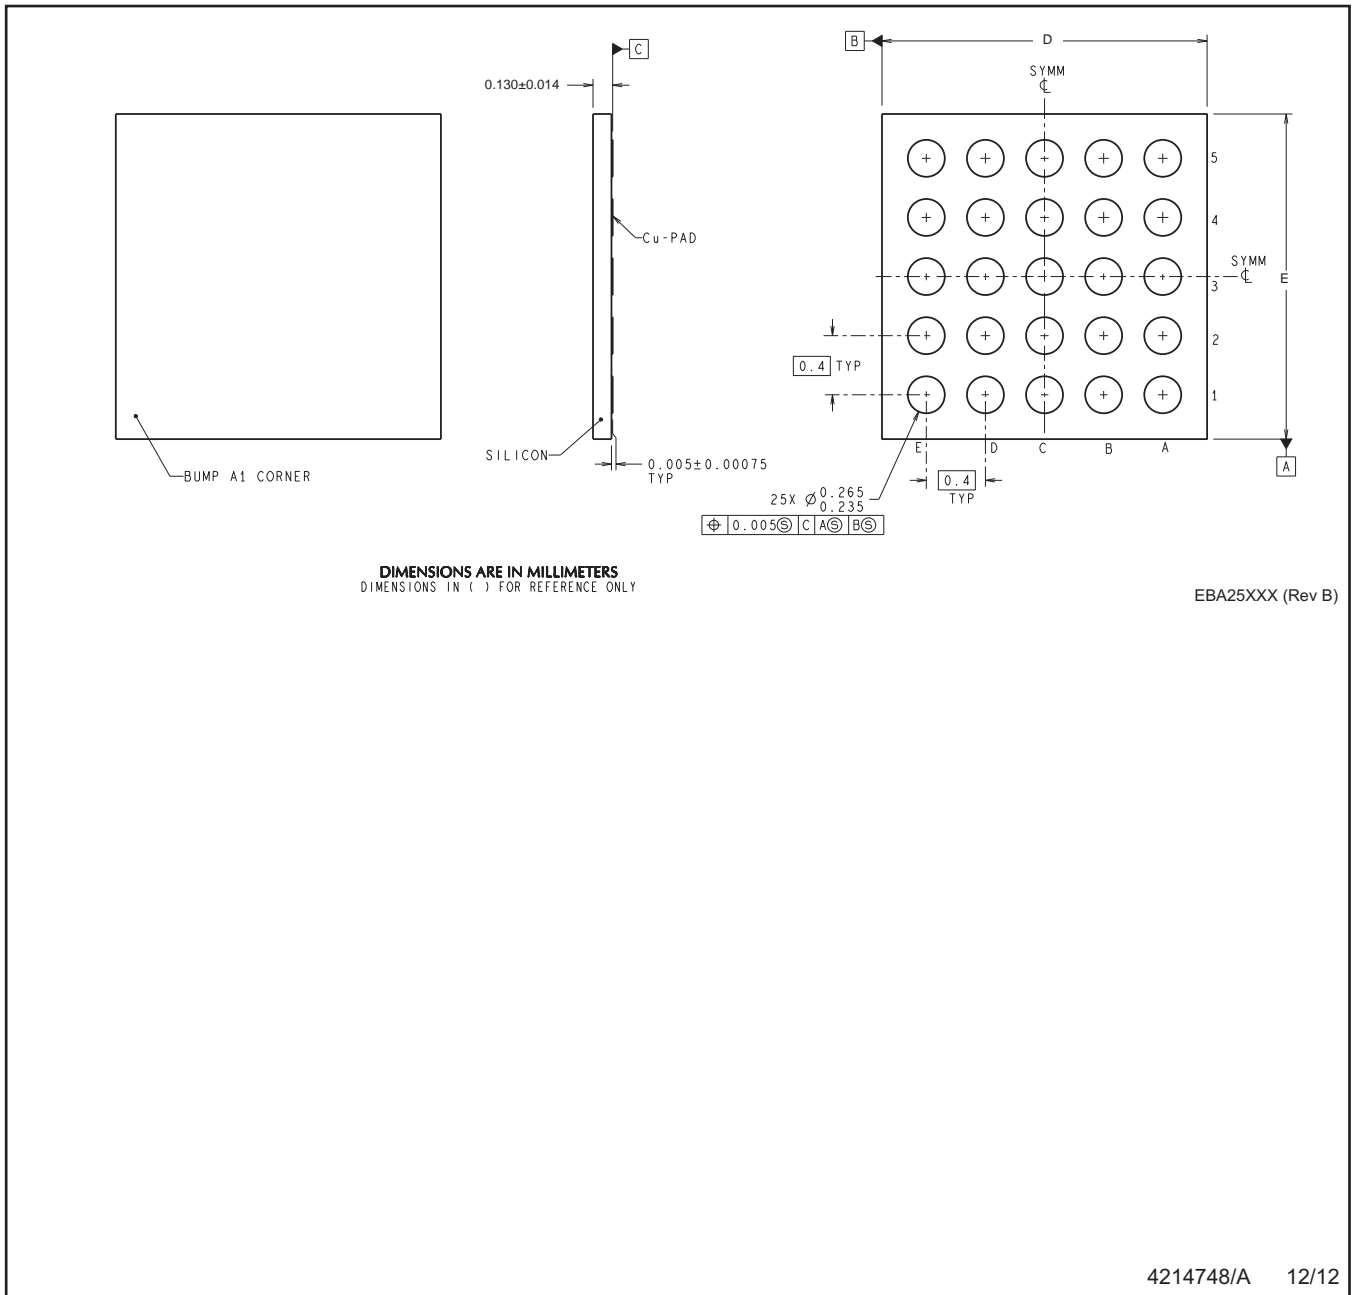 C
0.130±0.014
Cu-PAD
SILICON
0.005±0.00075
TYP
BUMP A1 CORNER
B
D
SYMM
℄
5
4
SYMM
℄
E
3
2
0.4 TYP
1
E D C B A
A
0.4
TYP
25X Ø 0.265
0.235
⌖ 0.005Ⓢ C AⓈ BⓈ
DIMENSIONS ARE IN MILLIMETERS
DIMENSIONS IN ( ) FOR REFERENCE ONLY
EBA25XXX (Rev B)
4214748/A 12/12